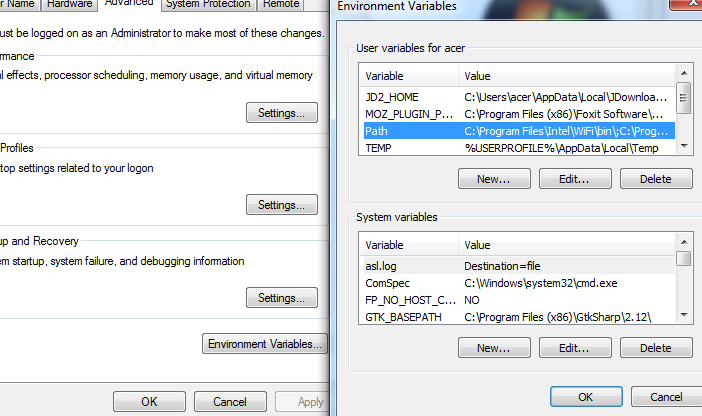 er Name
Hardware
Advanced
System Protection
Remote
ust be logged on as an Administrator to make most of these changes.
rmance
al effects, processor scheduling, memory usage, and virtual memory
Settings...
Profiles
top settings related to your logon
Settings...
up and Recovery
em startup, system failure, and debugging information
Settings...
Environment Variables...
OK
Cancel
Apply
Environment Variables
User variables for acer
Variable Value
JD2_HOME C:\Users\acer\AppData\Local\JDownloa...
MOZ_PLUGIN_P... C:\Program Files (x86)\Foxit Software\...
Path C:\Program Files\Intel\WiFi\bin\;C:\Prog...
TEMP %USERPROFILE%\AppData\Local\Temp
New... Edit... Delete
System variables
Variable Value
asl.log Destination=file
ComSpec C:\Windows\system32\cmd.exe
FP_NO_HOST_C... NO
GTK_BASEPATH C:\Program Files (x86)\GtkSharp\2.12\
New... Edit... Delete
OK Cancel